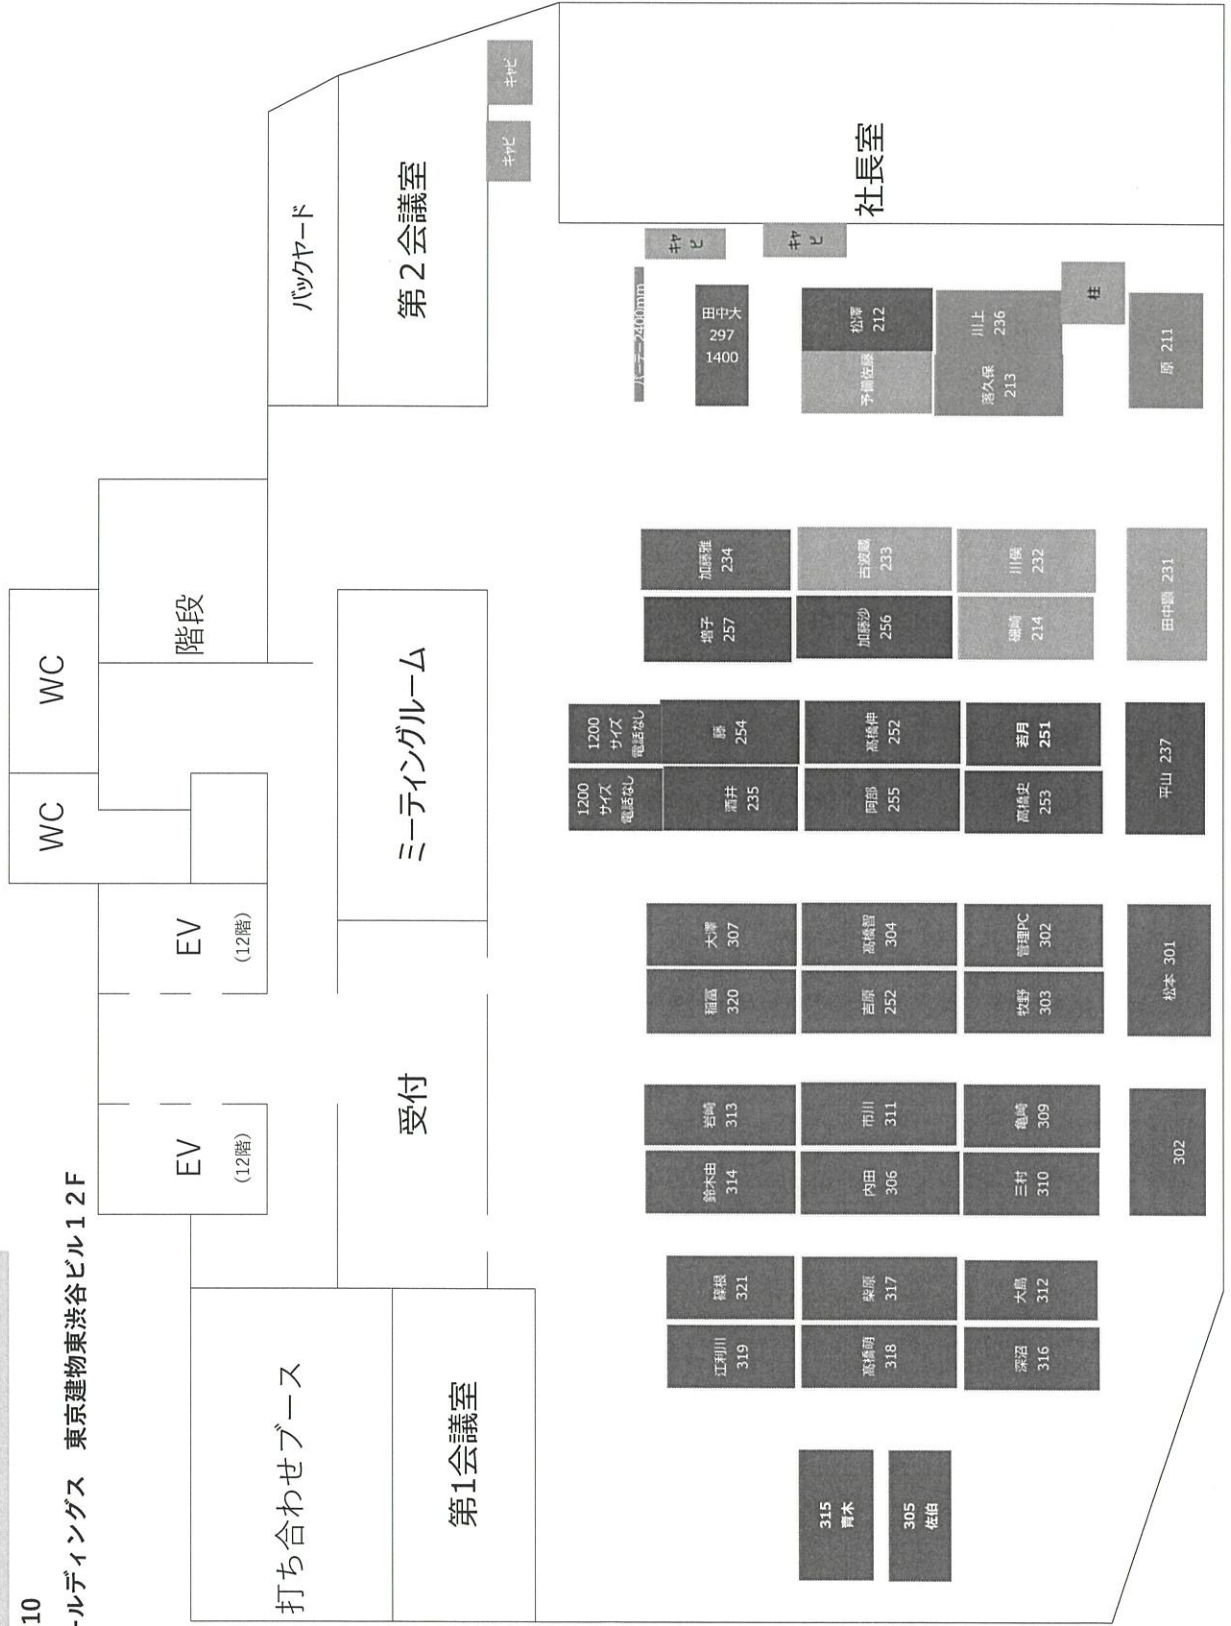 10
ールディングス 東京建物東渋谷ビル12F
WC
WC
階段
EV
(12階)
EV
(12階)
バックヤード
第2会議室
キャビ
キャビ
打ち合わせブース
第1会議室
受付
ミーティングルーム
社長室
キャビ
キャビ
パーテー2400mm
田中大
297
1400
松澤
212
予備佐藤
川上
236
落久保
213
柱
原 211
加藤雅
234
増子
257
古波蔵
233
加藤沙
256
川俣
232
磯崎
214
田中顕 231
1200
サイズ
電話なし
1200
サイズ
電話なし
藤
254
酒井
235
髙橋伸
252
阿部
255
若月
251
髙橋史
253
平山 237
大澤
307
稲冨
320
髙橋智
304
吉原
252
管理PC
302
牧野
303
松本 301
岩崎
313
鈴木由
314
市川
311
内田
306
亀崎
309
三村
310
302
篠根
321
江利川
319
柴原
317
髙橋萌
318
大島
312
深沼
316
315
青木
305
佐伯